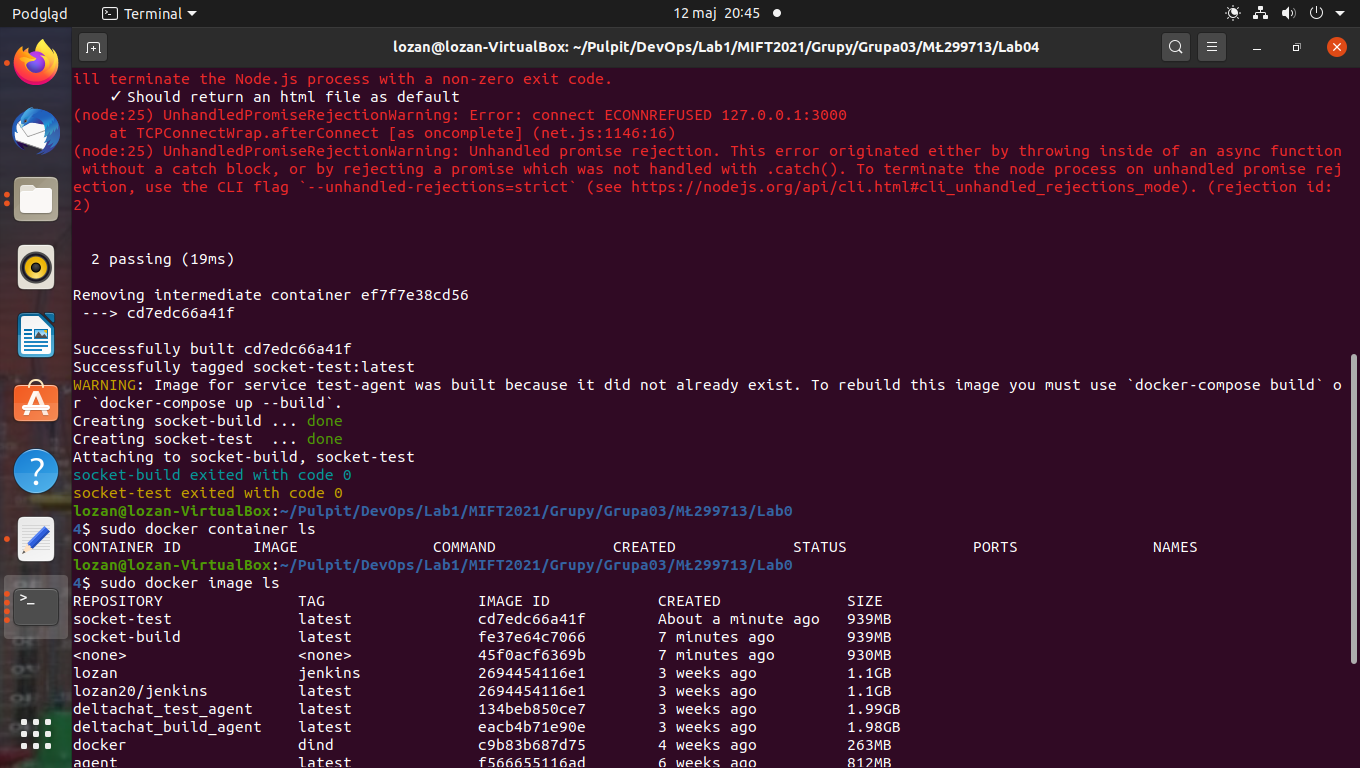 Podgląd Terminal 12 maj 20:45
lozan@lozan-VirtualBox: ~/Pulpit/DevOps/Lab1/MIFT2021/Grupy/Grupa03/MŁ299713/Lab04
ill terminate the Node.js process with a non-zero exit code.
✓ Should return an html file as default
(node:25) UnhandledPromiseRejectionWarning: Error: connect ECONNREFUSED 127.0.0.1:3000
at TCPConnectWrap.afterConnect [as oncomplete] (net.js:1146:16)
(node:25) UnhandledPromiseRejectionWarning: Unhandled promise rejection. This error originated either by throwing inside of an async function
without a catch block, or by rejecting a promise which was not handled with .catch(). To terminate the node process on unhandled promise rej
ection, use the CLI flag `--unhandled-rejections=strict` (see https://nodejs.org/api/cli.html#cli_unhandled_rejections_mode). (rejection id:
2)
2 passing (19ms)
Removing intermediate container ef7f7e38cd56
---> cd7edc66a41f
Successfully built cd7edc66a41f
Successfully tagged socket-test:latest
WARNING: Image for service test-agent was built because it did not already exist. To rebuild this image you must use `docker-compose build` o
r `docker-compose up --build`.
Creating socket-build ... done
Creating socket-test  ... done
Attaching to socket-build, socket-test
socket-build exited with code 0
socket-test exited with code 0
lozan@lozan-VirtualBox:~/Pulpit/DevOps/Lab1/MIFT2021/Grupy/Grupa03/MŁ299713/Lab0
4$ sudo docker container ls
CONTAINER ID IMAGE COMMAND CREATED STATUS PORTS NAMES
lozan@lozan-VirtualBox:~/Pulpit/DevOps/Lab1/MIFT2021/Grupy/Grupa03/MŁ299713/Lab0
4$ sudo docker image ls
REPOSITORY TAG IMAGE ID CREATED SIZE
socket-test latest cd7edc66a41f About a minute ago 939MB
socket-build latest fe37e64c7066 7 minutes ago 939MB
<none> <none> 45f0acf6369b 7 minutes ago 930MB
lozan jenkins 2694454116e1 3 weeks ago 1.1GB
lozan20/jenkins latest 2694454116e1 3 weeks ago 1.1GB
deltachat_test_agent latest 134beb850ce7 3 weeks ago 1.99GB
deltachat_build_agent latest eacb4b71e90e 3 weeks ago 1.98GB
docker dind c9b83b687d75 4 weeks ago 263MB
agent latest f566655116ad 6 weeks ago 812MB